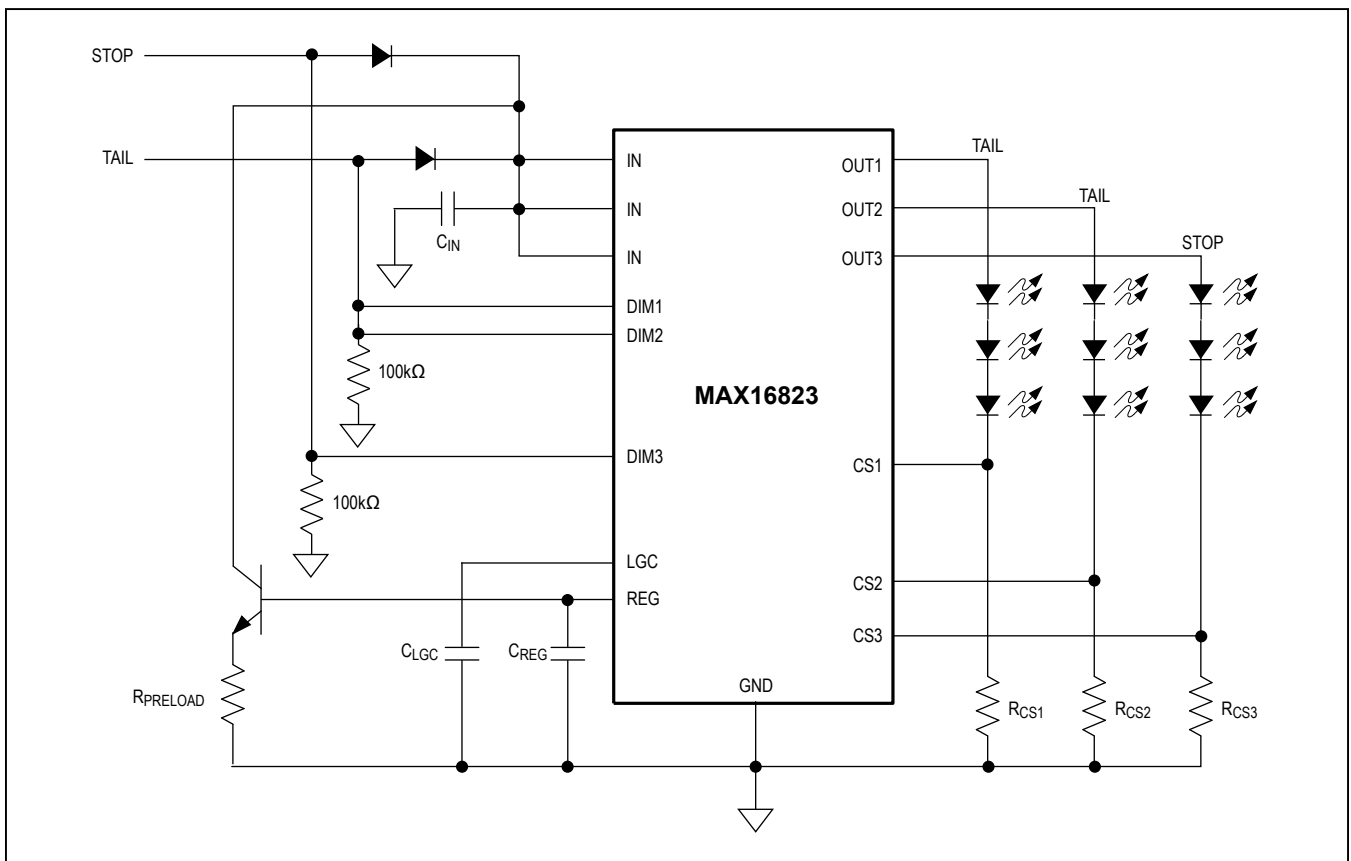 STOP
TAIL
C_IN
IN
IN
IN
DIM1
DIM2
100kΩ
DIM3
100kΩ
LGC
REG
C_LGC
C_REG
R_PRELOAD
MAX16823
GND
OUT1
OUT2
OUT3
CS1
CS2
CS3
TAIL
TAIL
STOP
R_CS1
R_CS2
R_CS3